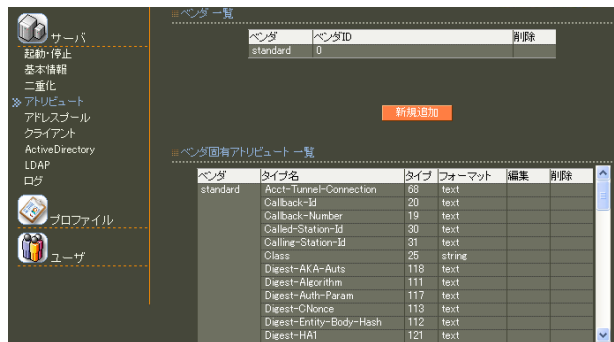 サーバ
起動・停止
基本情報
二重化
アトリビュート
アドレスプール
クライアント
ActiveDirectory
LDAP
ログ
プロファイル
ユーザ
ベンダ 一覧
ベンダ ベンダID 削除
standard 0
新規追加
ベンダ固有アトリビュート 一覧
ベンダ タイプ名 タイプ フォーマット 編集 削除
standard Acct-Tunnel-Connection 68 text
Callback-Id 20 text
Callback-Number 19 text
Called-Station-Id 30 text
Calling-Station-Id 31 text
Class 25 string
Digest-AKA-Auts 118 text
Digest-Algorithm 111 text
Digest-Auth-Param 117 text
Digest-CNonce 113 text
Digest-Entity-Body-Hash 112 text
Digest-HA1 121 text